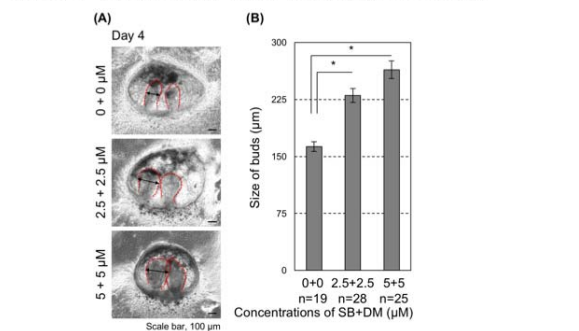 (A)
Day 4
0 + 0 μM
2.5 + 2.5 μM
5 + 5 μM
Scale bar, 100 μm
(B)
Size of buds (μm)
300
225
150
75
0
*
*
0+0 2.5+2.5 5+5
n=19 n=28 n=25
Concentrations of SB+DM (μM)